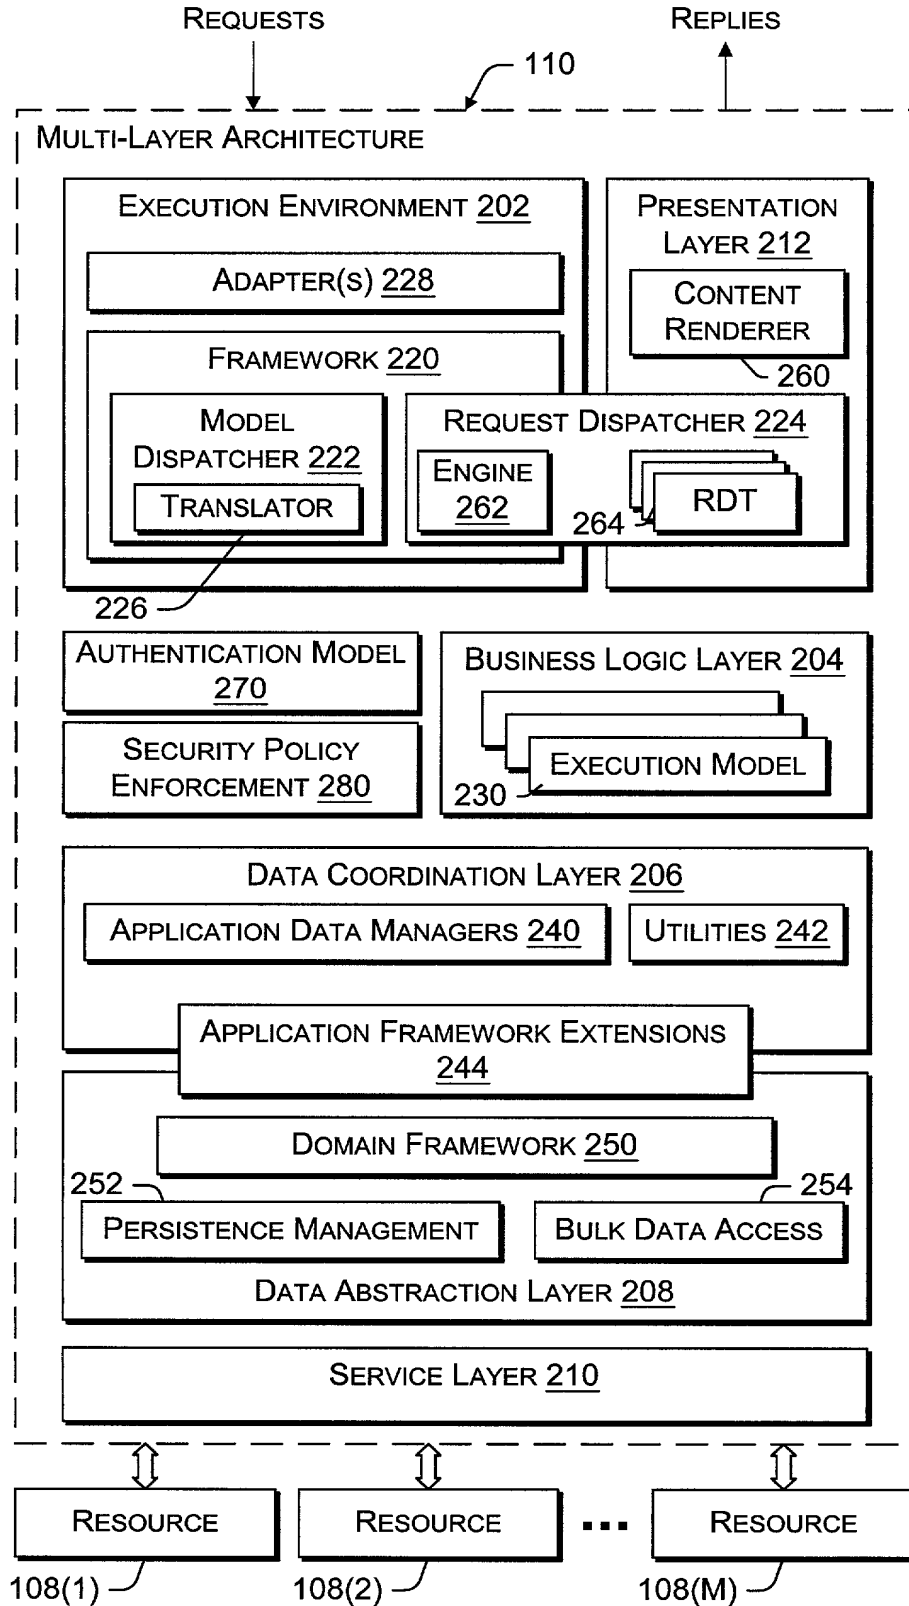 REQUESTS
REPLIES
110
MULTI-LAYER ARCHITECTURE
EXECUTION ENVIRONMENT 202
ADAPTER(S) 228
FRAMEWORK 220
MODEL
DISPATCHER 222
TRANSLATOR
226
PRESENTATION
LAYER 212
CONTENT
RENDERER
260
REQUEST DISPATCHER 224
ENGINE
262
264
RDT
AUTHENTICATION MODEL
270
SECURITY POLICY
ENFORCEMENT 280
BUSINESS LOGIC LAYER 204
EXECUTION MODEL
230
DATA COORDINATION LAYER 206
APPLICATION DATA MANAGERS 240
UTILITIES 242
APPLICATION FRAMEWORK EXTENSIONS
244
DOMAIN FRAMEWORK 250
252
254
PERSISTENCE MANAGEMENT
BULK DATA ACCESS
DATA ABSTRACTION LAYER 208
SERVICE LAYER 210
RESOURCE
RESOURCE
...
RESOURCE
108(1)
108(2)
108(M)